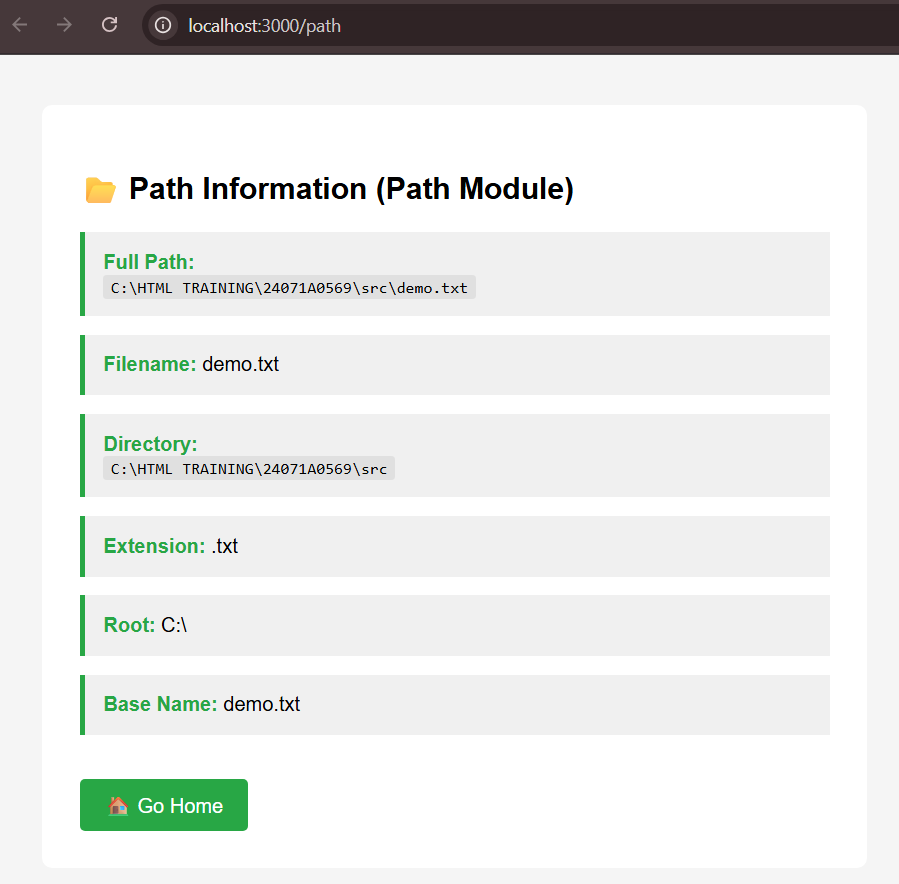 localhost:3000/path
📂 Path Information (Path Module)
Full Path:
C:\HTML TRAINING\24071A0569\src\demo.txt
Filename: demo.txt
Directory:
C:\HTML TRAINING\24071A0569\src
Extension: .txt
Root: C:\
Base Name: demo.txt
🏠 Go Home